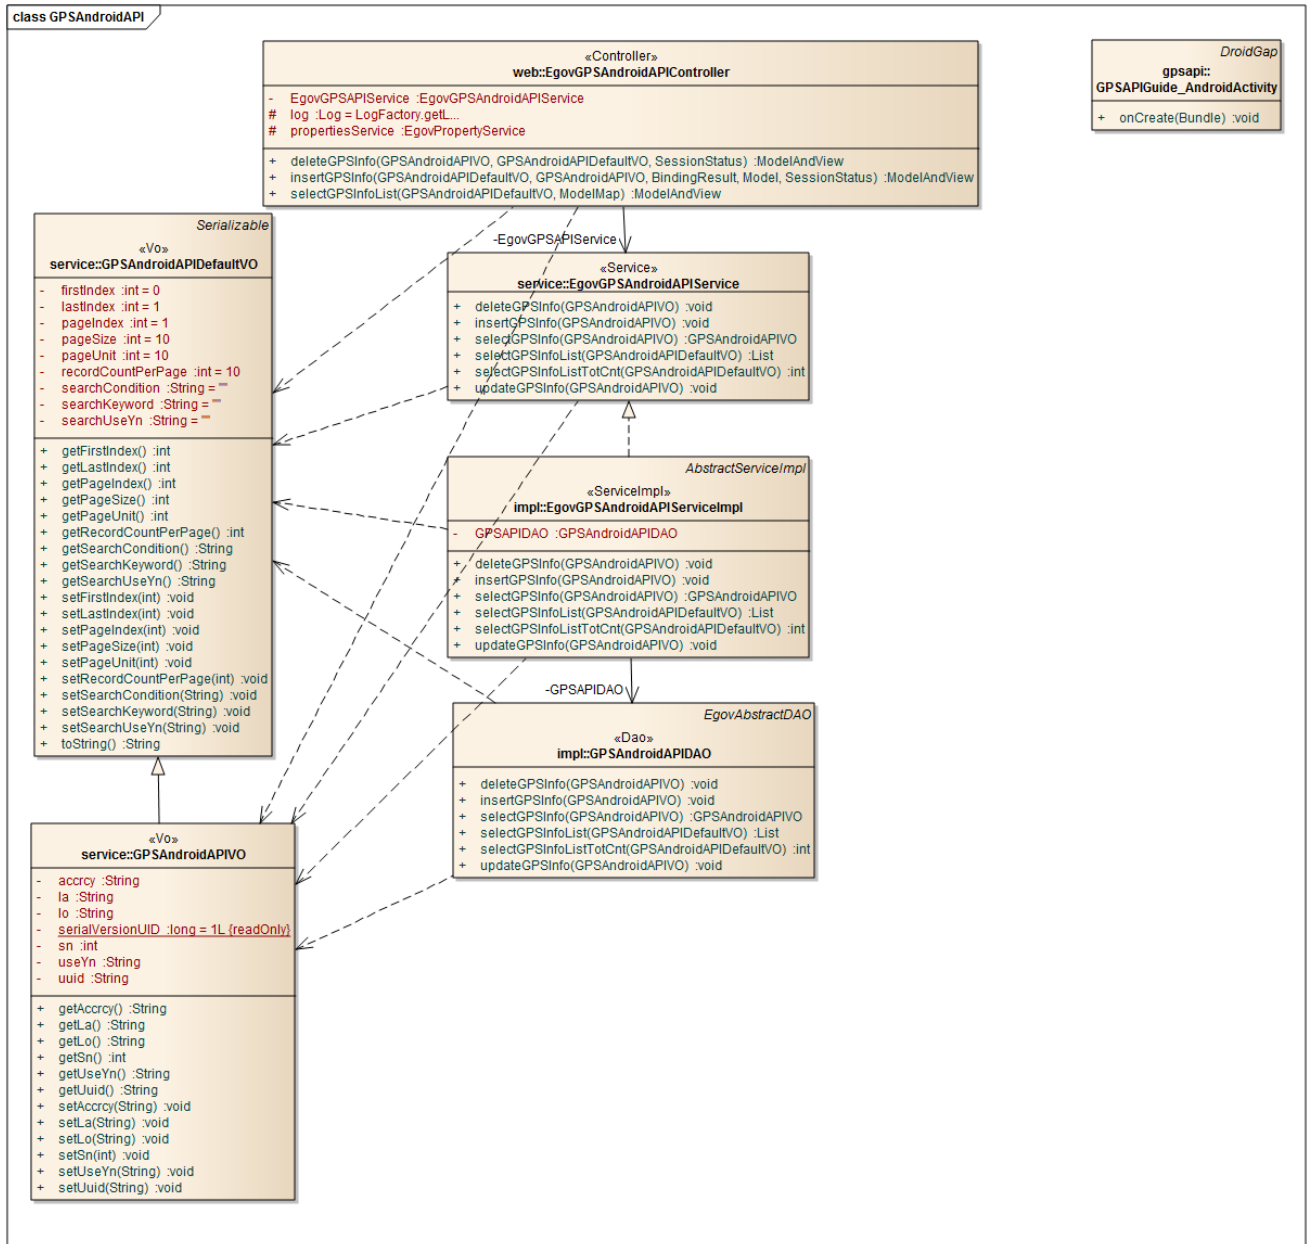 class GPSAndroidAPI
«Controller»
web::EgovGPSAndroidAPIController
- EgovGPSAPIService :EgovGPSAndroidAPIService
# log :Log = LogFactory.getL...
# propertiesService :EgovPropertyService
+ deleteGPSInfo(GPSAndroidAPIVO, GPSAndroidAPIDefaultVO, SessionStatus) :ModelAndView
+ insertGPSInfo(GPSAndroidAPIDefaultVO, GPSAndroidAPIVO, BindingResult, Model, SessionStatus) :ModelAndView
+ selectGPSInfoList(GPSAndroidAPIDefaultVO, ModelMap) :ModelAndView
DroidGap
gpsapi::
GPSAPIGuide_AndroidActivity
+ onCreate(Bundle) :void
Serializable
«Vo»
service::GPSAndroidAPIDefaultVO
- firstIndex :int = 0
- lastIndex :int = 1
- pageIndex :int = 1
- pageSize :int = 10
- pageUnit :int = 10
- recordCountPerPage :int = 10
- searchCondition :String = ""
- searchKeyword :String = ""
- searchUseYn :String = ""
+ getFirstIndex() :int
+ getLastIndex() :int
+ getPageIndex() :int
+ getPageSize() :int
+ getPageUnit() :int
+ getRecordCountPerPage() :int
+ getSearchCondition() :String
+ getSearchKeyword() :String
+ getSearchUseYn() :String
+ setFirstIndex(int) :void
+ setLastIndex(int) :void
+ setPageIndex(int) :void
+ setPageSize(int) :void
+ setPageUnit(int) :void
+ setRecordCountPerPage(int) :void
+ setSearchCondition(String) :void
+ setSearchKeyword(String) :void
+ setSearchUseYn(String) :void
+ toString() :String
-EgovGPSAPIService
«Service»
service::EgovGPSAndroidAPIService
+ deleteGPSInfo(GPSAndroidAPIVO) :void
+ insertGPSInfo(GPSAndroidAPIVO) :void
+ selectGPSInfo(GPSAndroidAPIVO) :GPSAndroidAPIVO
+ selectGPSInfoList(GPSAndroidAPIDefaultVO) :List
+ selectGPSInfoListTotCnt(GPSAndroidAPIDefaultVO) :int
+ updateGPSInfo(GPSAndroidAPIVO) :void
AbstractServiceImpl
«ServiceImpl»
impl::EgovGPSAndroidAPIServiceImpl
- GPSAPIDAO :GPSAndroidAPIDAO
+ deleteGPSInfo(GPSAndroidAPIVO) :void
+ insertGPSInfo(GPSAndroidAPIVO) :void
+ selectGPSInfo(GPSAndroidAPIVO) :GPSAndroidAPIVO
+ selectGPSInfoList(GPSAndroidAPIDefaultVO) :List
+ selectGPSInfoListTotCnt(GPSAndroidAPIDefaultVO) :int
+ updateGPSInfo(GPSAndroidAPIVO) :void
-GPSAPIDAO
EgovAbstractDAO
«Dao»
impl::GPSAndroidAPIDAO
+ deleteGPSInfo(GPSAndroidAPIVO) :void
+ insertGPSInfo(GPSAndroidAPIVO) :void
+ selectGPSInfo(GPSAndroidAPIVO) :GPSAndroidAPIVO
+ selectGPSInfoList(GPSAndroidAPIDefaultVO) :List
+ selectGPSInfoListTotCnt(GPSAndroidAPIDefaultVO) :int
+ updateGPSInfo(GPSAndroidAPIVO) :void
«Vo»
service::GPSAndroidAPIVO
- accrcy :String
- la :String
- lo :String
- serialVersionUID :long = 1L {readOnly}
- sn :int
- useYn :String
- uuid :String
+ getAccrcy() :String
+ getLa() :String
+ getLo() :String
+ getSn() :int
+ getUseYn() :String
+ getUuid() :String
+ setAccrcy(String) :void
+ setLa(String) :void
+ setLo(String) :void
+ setSn(int) :void
+ setUseYn(String) :void
+ setUuid(String) :void